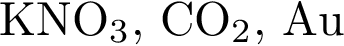 KNO₃, CO₂, Au